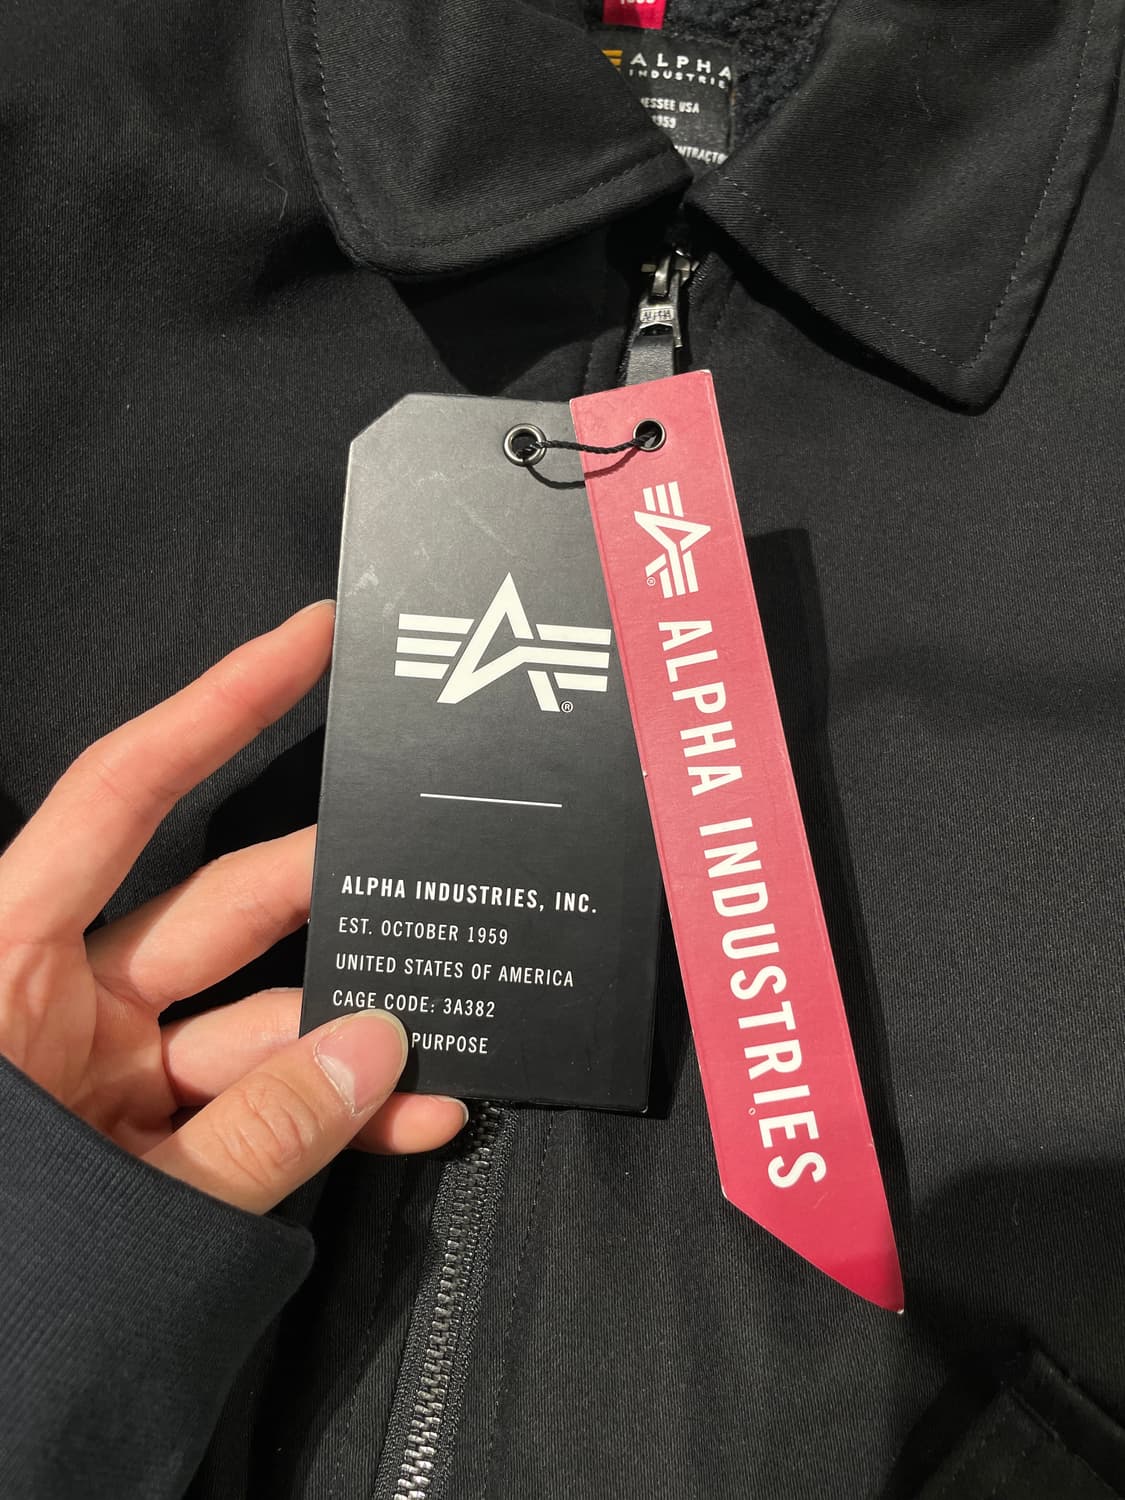 ALPHA
INDUSTRIES
USA
ALPHA
ALPHA INDUSTRIES
®
®
ALPHA INDUSTRIES, INC.
EST. OCTOBER 1959
UNITED STATES OF AMERICA
CAGE CODE: 3A382
PURPOSE